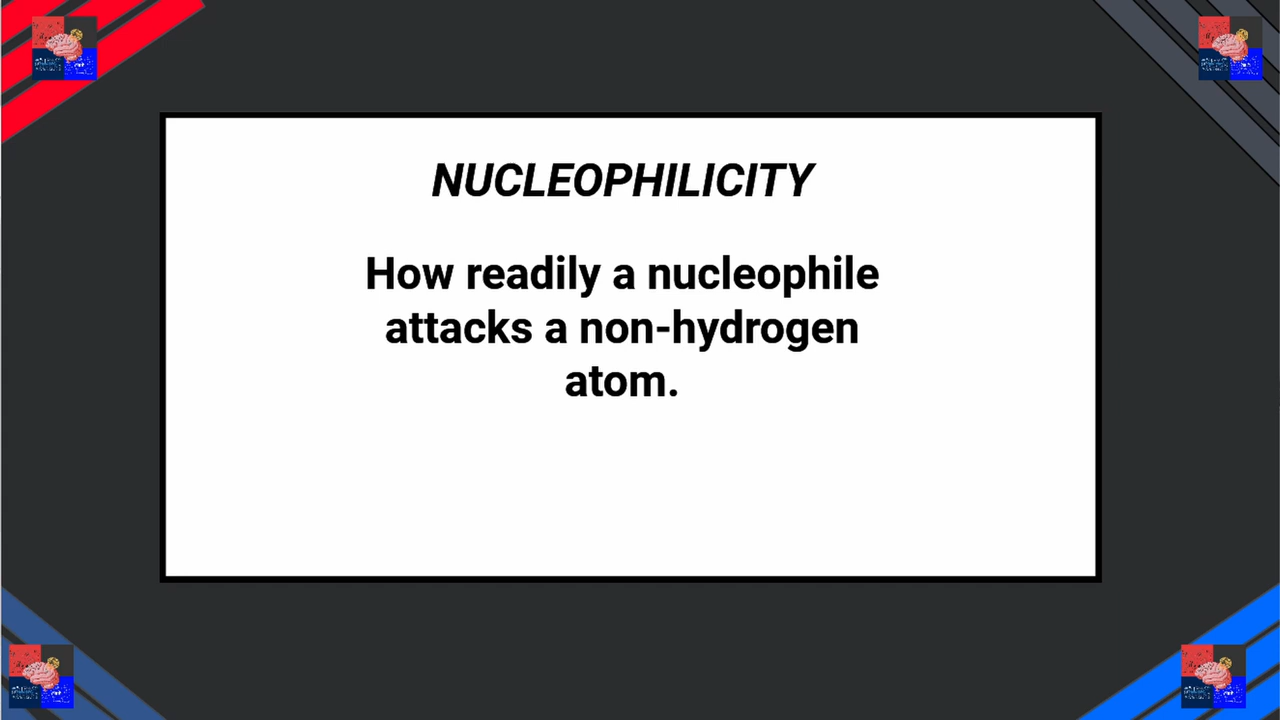 NUCLEOPHILICITY
How readily a nucleophile
attacks a non-hydrogen
atom.